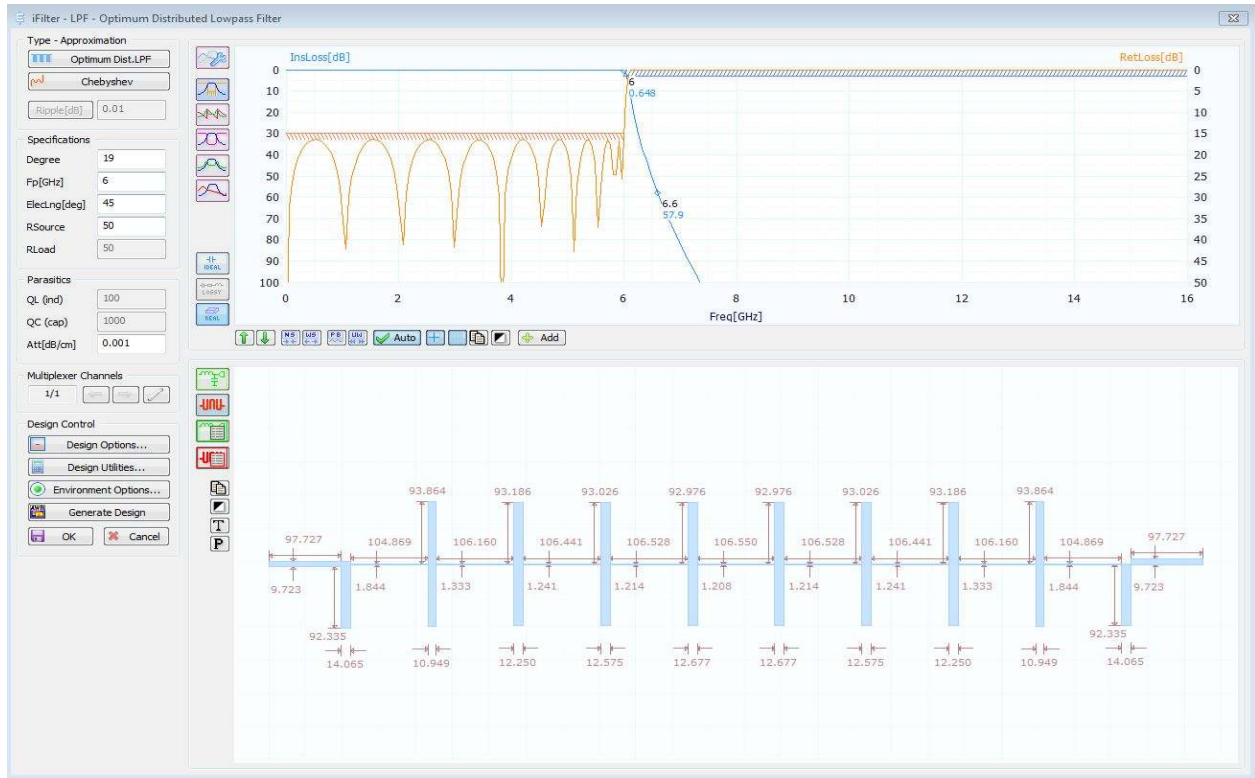 iFilter - LPF - Optimum Distributed Lowpass Filter
Type - Approximation
Optimum Dist.LPF
Chebyshev
Ripple[dB] 0.01
Specifications
Degree 19
Fp[GHz] 6
ElecLng[deg] 45
RSource 50
RLoad 50
Parasitics
QL (ind) 100
QC (cap) 1000
Att[dB/cm] 0.001
Multiplexer Channels
1/1
Design Control
Design Options...
Design Utilities...
Environment Options...
Generate Design
OK Cancel
IDEAL
LOSSY
REAL
InsLoss[dB] RetLoss[dB]
0 0
10 5
20 10
30 15
40 20
50 25
60 30
70 35
80 40
90 45
100 50
6
0.648
6.6
57.9
0 2 4 6 8 10 12 14 16
Freq[GHz]
NS WS PB UW Auto Add
T
P
93.864 93.186 93.026 92.976 92.976 93.026 93.186 93.864
97.727 104.869 106.160 106.441 106.528 106.550 106.528 106.441 106.160 104.869 97.727
9.723 1.844 1.333 1.241 1.214 1.208 1.214 1.241 1.333 1.844 9.723
92.335 92.335
14.065 10.949 12.250 12.575 12.677 12.677 12.575 12.250 10.949 14.065